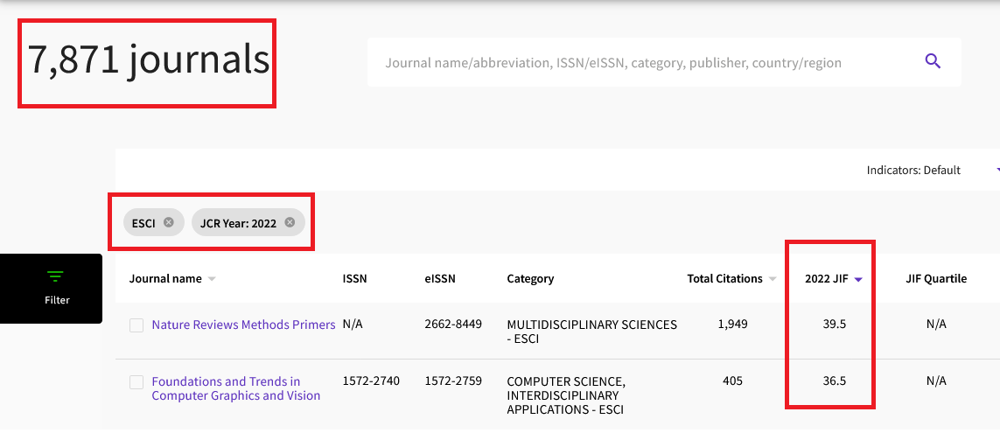 7,871 journals
Journal name/abbreviation, ISSN/eISSN, category, publisher, country/region
Indicators: Default
ESCI
JCR Year: 2022
Filter
Journal name ISSN eISSN Category Total Citations 2022 JIF JIF Quartile
Nature Reviews Methods Primers N/A 2662-8449 MULTIDISCIPLINARY SCIENCES 1,949 39.5 N/A
- ESCI
Foundations and Trends in 1572-2740 1572-2759 COMPUTER SCIENCE, 405 36.5 N/A
Computer Graphics and Vision INTERDISCIPLINARY
APPLICATIONS - ESCI